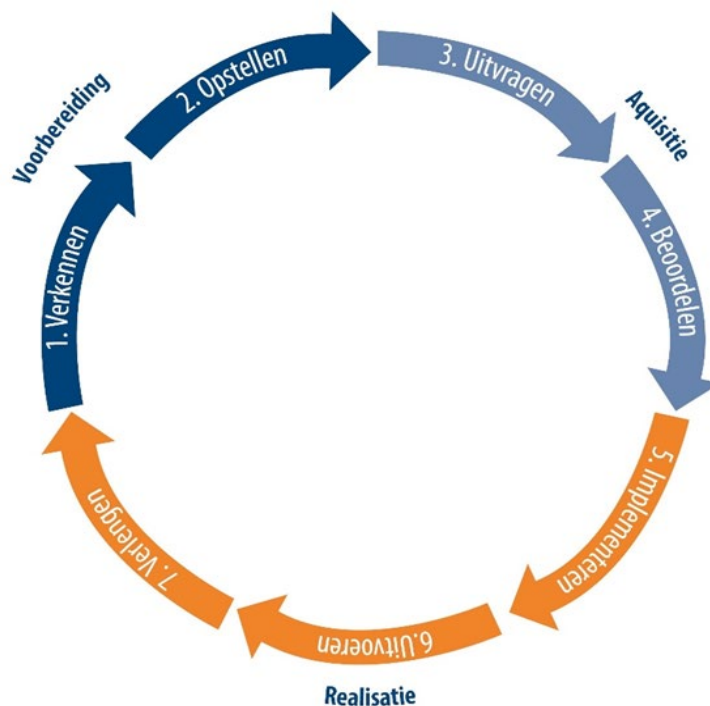 Voorbereiding
1. Verkennen
2. Opstellen
3. Uitvragen
Aquisitie
4. Beoordelen
5. Implementeren
6.Uitvoeren
Realisatie
7. Verlengen